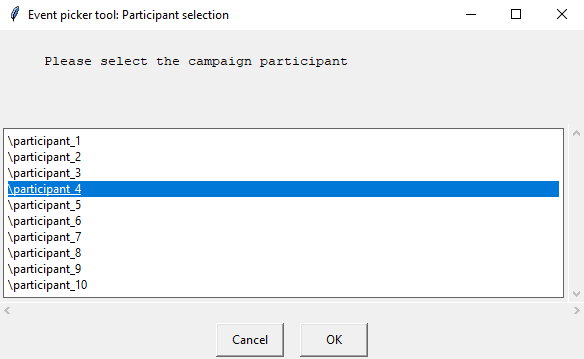 Event picker tool: Participant selection
Please select the campaign participant
\participant_1
\participant_2
\participant_3
\participant_4
\participant_5
\participant_6
\participant_7
\participant_8
\participant_9
\participant_10
Cancel OK